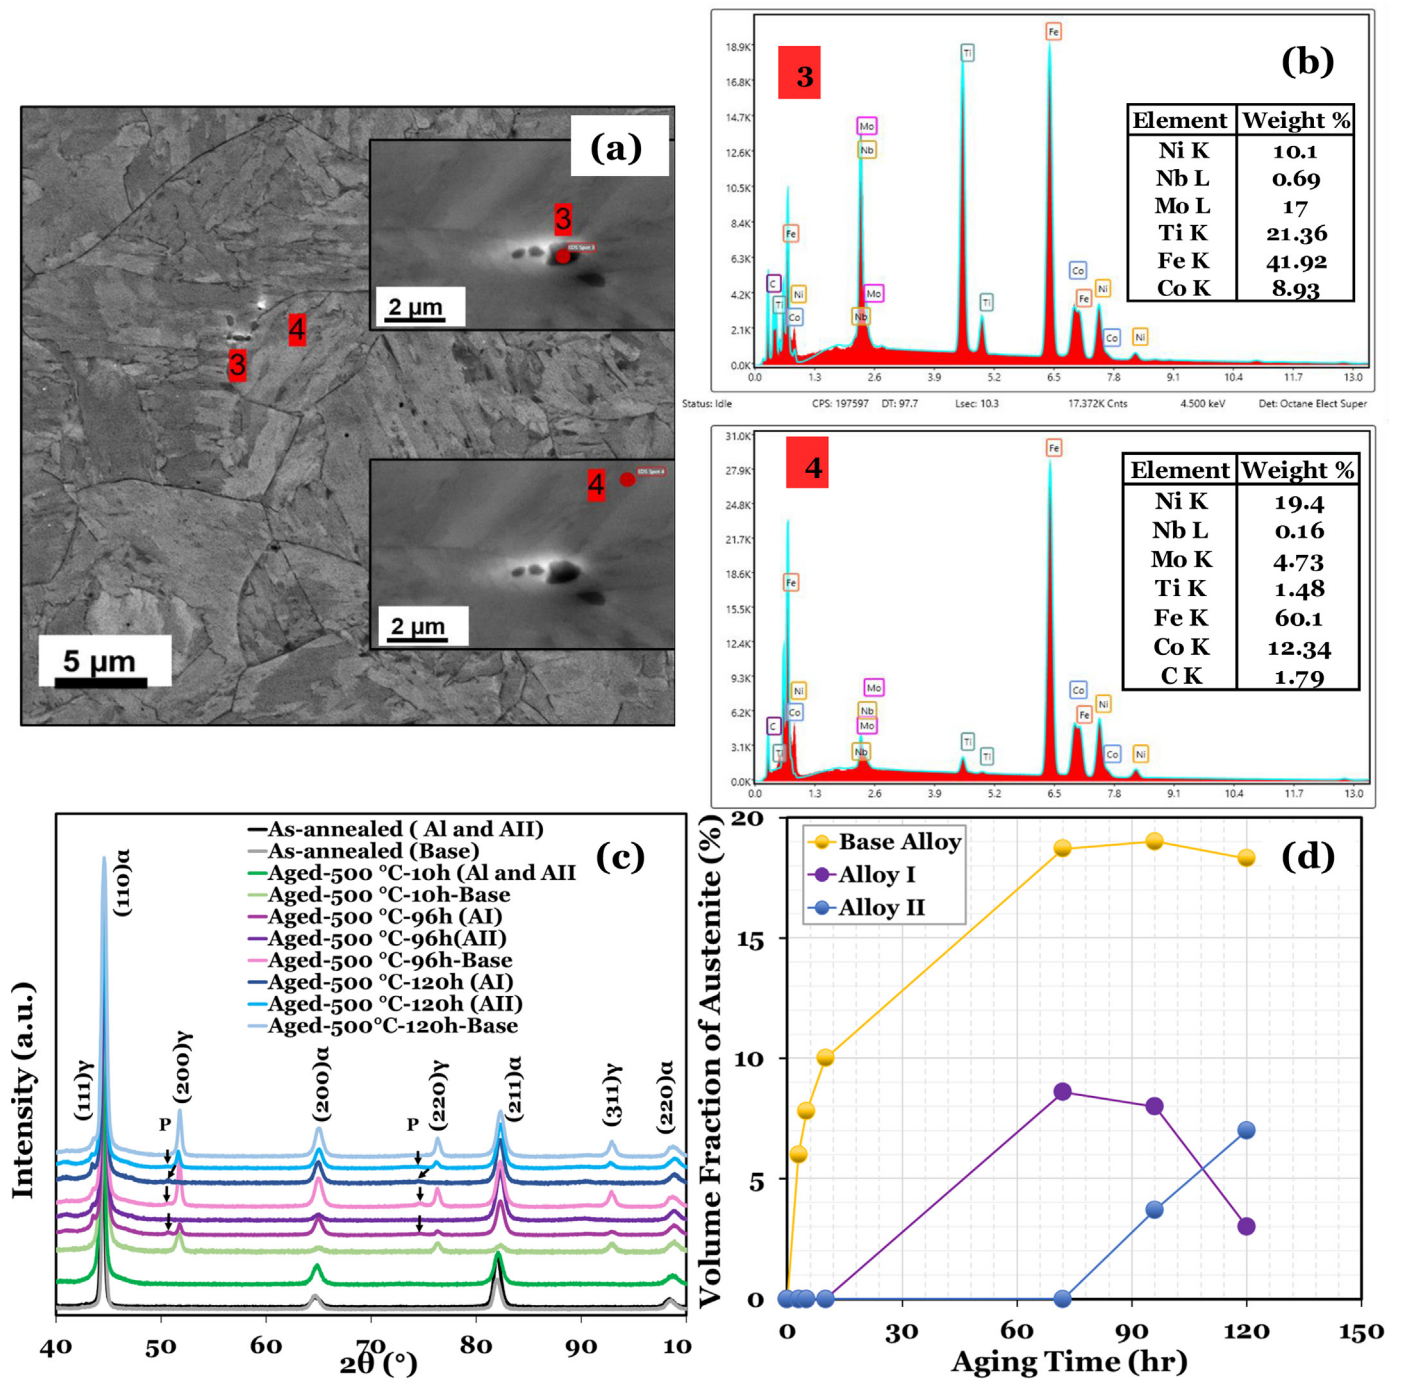 (a)
3
EDS Spot 3
2 μm
4
3
4
EDS Spot 4
2 μm
5 μm
(b)
3
Element Weight %
Ni K 10.1
Nb L 0.69
Mo L 17
Ti K 21.36
Fe K 41.92
Co K 8.93
18.9K
16.8K
14.7K
12.6K
10.5K
8.4K
6.3K
4.2K
2.1K
0.0K
Fe
Ti
Mo
Nb
Fe
Co
C
Ni
Mo
Fe
Ni
Ti
Co
Nb
Ti
Co
Ni
0.0 1.3 2.6 3.9 5.2 6.5 7.8 9.1 10.4 11.7 13.0
Status: Idle CPS: 197597 DT: 97.7 Lsec: 10.3 17.372K Cnts 4.500 keV Det: Octane Elect Super
4
Element Weight %
Ni K 19.4
Nb L 0.16
Mo K 4.73
Ti K 1.48
Fe K 60.1
Co K 12.34
C K 1.79
31.0K
27.9K
24.8K
21.7K
18.6K
15.5K
12.4K
9.3K
6.2K
3.1K
0.0K
Fe
Fe
Ni
Mo
Co
Co
Nb
Fe
Ni
C
Mo
Ti
Nb
Ti
Ti
Co
Ni
0.0 1.3 2.6 3.9 5.2 6.5 7.8 9.1 10.4 11.7 13.0
(c)
As-annealed ( Al and AII)
As-annealed (Base)
Aged-500 °C-10h (Al and AII
Aged-500 °C-10h-Base
Aged-500 °C-96h (AI)
Aged-500 °C-96h(AII)
Aged-500 °C-96h-Base
Aged-500 °C-120h (AI)
Aged-500 °C-120h (AII)
Aged-500°C-120h-Base
Intensity (a.u.)
(111)γ
(110)α
(200)γ
(200)α
(220)γ
(211)α
(311)γ
(220)α
P
P
40 50 60 70 80 90 10
2θ (°)
(d)
Base Alloy
Alloy I
Alloy II
Volume Fraction of Austenite (%)
20
15
10
5
0
0 30 60 90 120 150
Aging Time (hr)